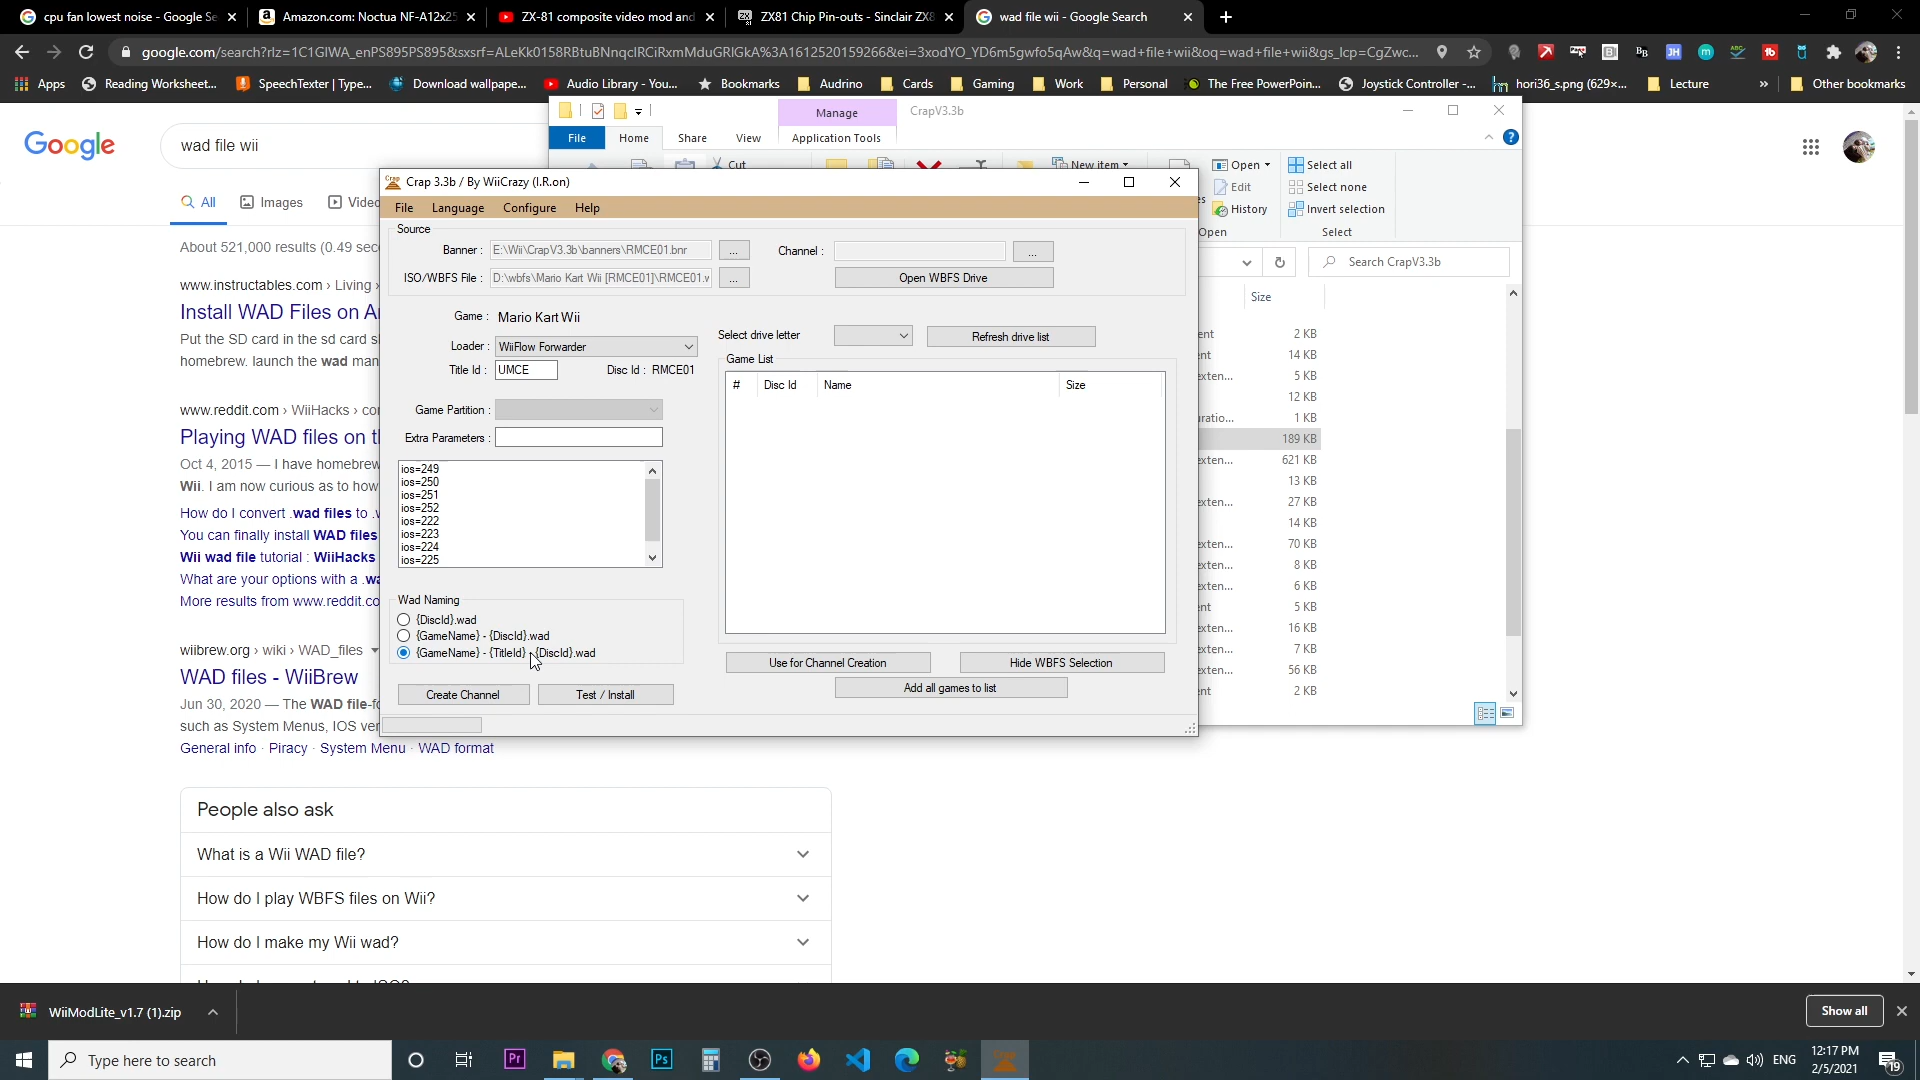 cpu fan lowest noise - Google Se
Amazon.com: Noctua NF-A12x25
ZX-81 composite video mod and
ZX81 Chip Pin-outs - Sinclair ZX8
wad file wii - Google Search
google.com/search?rlz=1C1GIWA_enPS895PS895&sxsrf=ALeKk0158RBtuBNnqclRCiRxmMduGRlGkA%3A1612520159266&ei=3xodYO_YD6m5gwfo5qAw&q=wad+file+wii&oq=wad+file+wii&gs_lcp=CgZwc...
Apps
Reading Worksheet...
SpeechTexter | Type...
Download wallpape...
Audio Library - You...
Bookmarks
Audrino
Cards
Gaming
Work
Personal
The Free PowerPoin...
Joystick Controller -...
hori36_s.png (629×...
Lecture
»
Other bookmarks
Google
wad file wii
All
Images
Video
About 521,000 results (0.49 sec
www.instructables.com › Living ›
Install WAD Files on A
Put the SD card in the sd card sl
homebrew. launch the wad man
www.reddit.com › WiiHacks › co
Playing WAD files on t
Oct 4, 2015 — I have homebrew
Wii. I am now curious as to how
How do I convert .wad files to .w
You can finally install WAD files
Wii wad file tutorial : WiiHacks
What are your options with a .wa
More results from www.reddit.co
wiibrew.org › wiki › WAD_files
WAD files - WiiBrew
Jun 30, 2020 — The WAD file-fo
such as System Menus, IOS ver
General info · Piracy · System Menu · WAD format
People also ask
What is a Wii WAD file?
How do I play WBFS files on Wii?
How do I make my Wii wad?
Manage
CrapV3.3b
File
Home
Share
View
Application Tools
Cut
New item
Open
Select all
Edit
Select none
History
Invert selection
Open
Select
Search CrapV3.3b
Size
ent
2 KB
14 KB
exten...
5 KB
12 KB
uratio...
1 KB
189 KB
exten...
621 KB
13 KB
exten...
27 KB
14 KB
exten...
70 KB
exten...
8 KB
exten...
6 KB
ent
5 KB
exten...
16 KB
exten...
7 KB
exten...
56 KB
ent
2 KB
Crap 3.3b / By WiiCrazy (I.R.on)
File
Language
Configure
Help
Source
Banner :
E:\Wii\CrapV3.3b\banners\RMCE01.bnr
...
Channel :
...
ISO/WBFS File :
D:\wbfs\Mario Kart Wii [RMCE01]\RMCE01.w
...
Open WBFS Drive
Game :
Mario Kart Wii
Loader :
WiiFlow Forwarder
Title Id :
UMCE
Disc Id :
RMCE01
Game Partition :
Extra Parameters :
ios=249
ios=250
ios=251
ios=252
ios=222
ios=223
ios=224
ios=225
Wad Naming
{DiscId}.wad
{GameName} - {DiscId}.wad
{GameName} - {TitleId} - {DiscId}.wad
Create Channel
Test / Install
Select drive letter
Refresh drive list
Game List
#
Disc Id
Name
Size
Use for Channel Creation
Hide WBFS Selection
Add all games to list
WiiModLite_v1.7 (1).zip
Show all
Type here to search
ENG
12:17 PM
2/5/2021
19